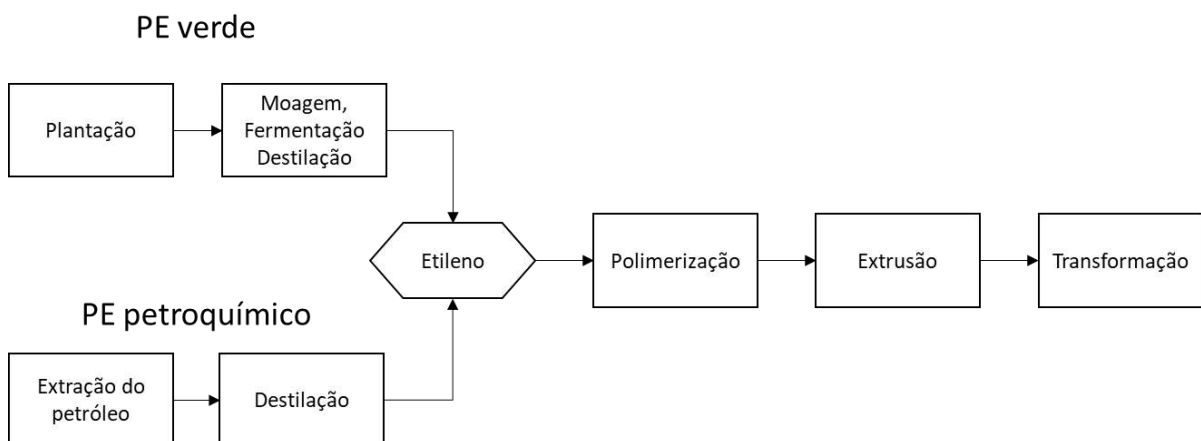 PE verde
Plantação
Moagem,
Fermentação
Destilação
Etileno
Polimerização
Extrusão
Transformação
PE petroquímico
Extração do
petróleo
Destilação